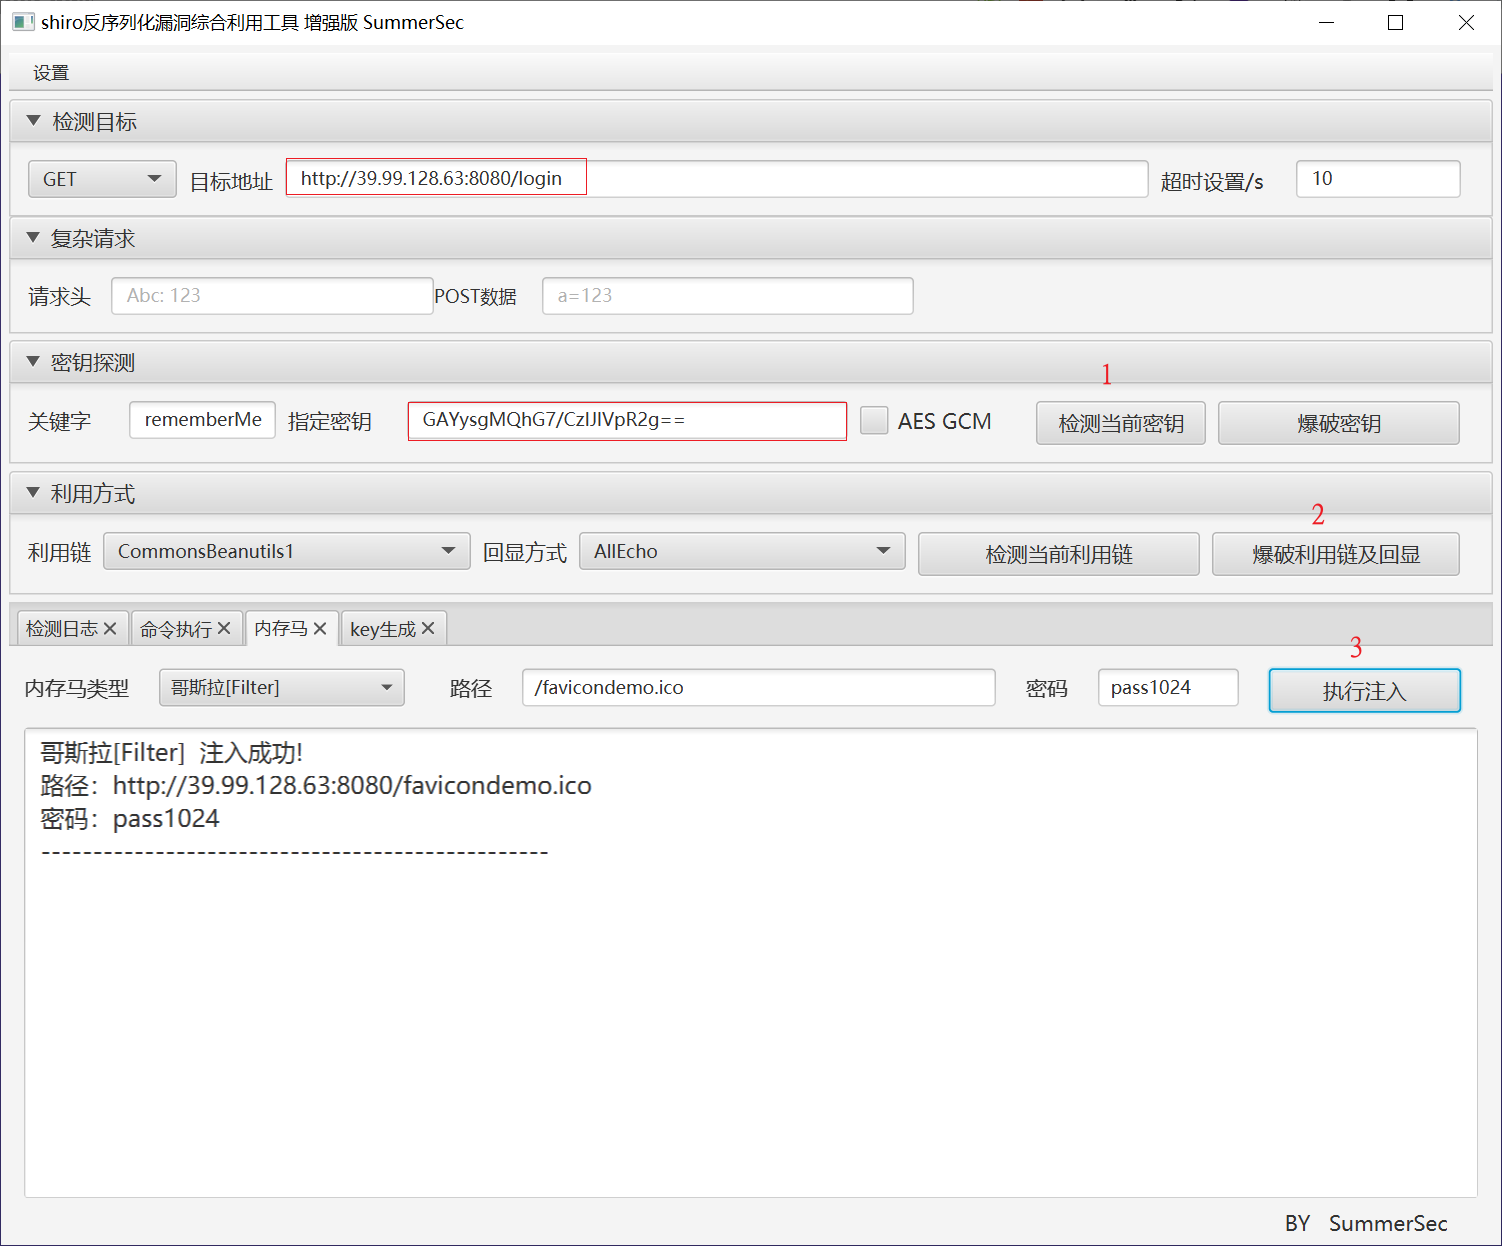 shiro反序列化漏洞综合利用工具 增强版 SummerSec
设置
检测目标
GET 目标地址 http://39.99.128.63:8080/login 超时设置/s 10
复杂请求
请求头 Abc: 123 POST数据 a=123
密钥探测
1
关键字 rememberMe 指定密钥 GAYysgMQhG7/CzIJlVpR2g== AES GCM 检测当前密钥 爆破密钥
利用方式
2
利用链 CommonsBeanutils1 回显方式 AllEcho 检测当前利用链 爆破利用链及回显
检测日志 命令执行 内存马 key生成
3
内存马类型 哥斯拉[Filter] 路径 /favicondemo.ico 密码 pass1024 执行注入
哥斯拉[Filter] 注入成功!
路径：http://39.99.128.63:8080/favicondemo.ico
密码：pass1024
-------------------------------------------------
BY SummerSec